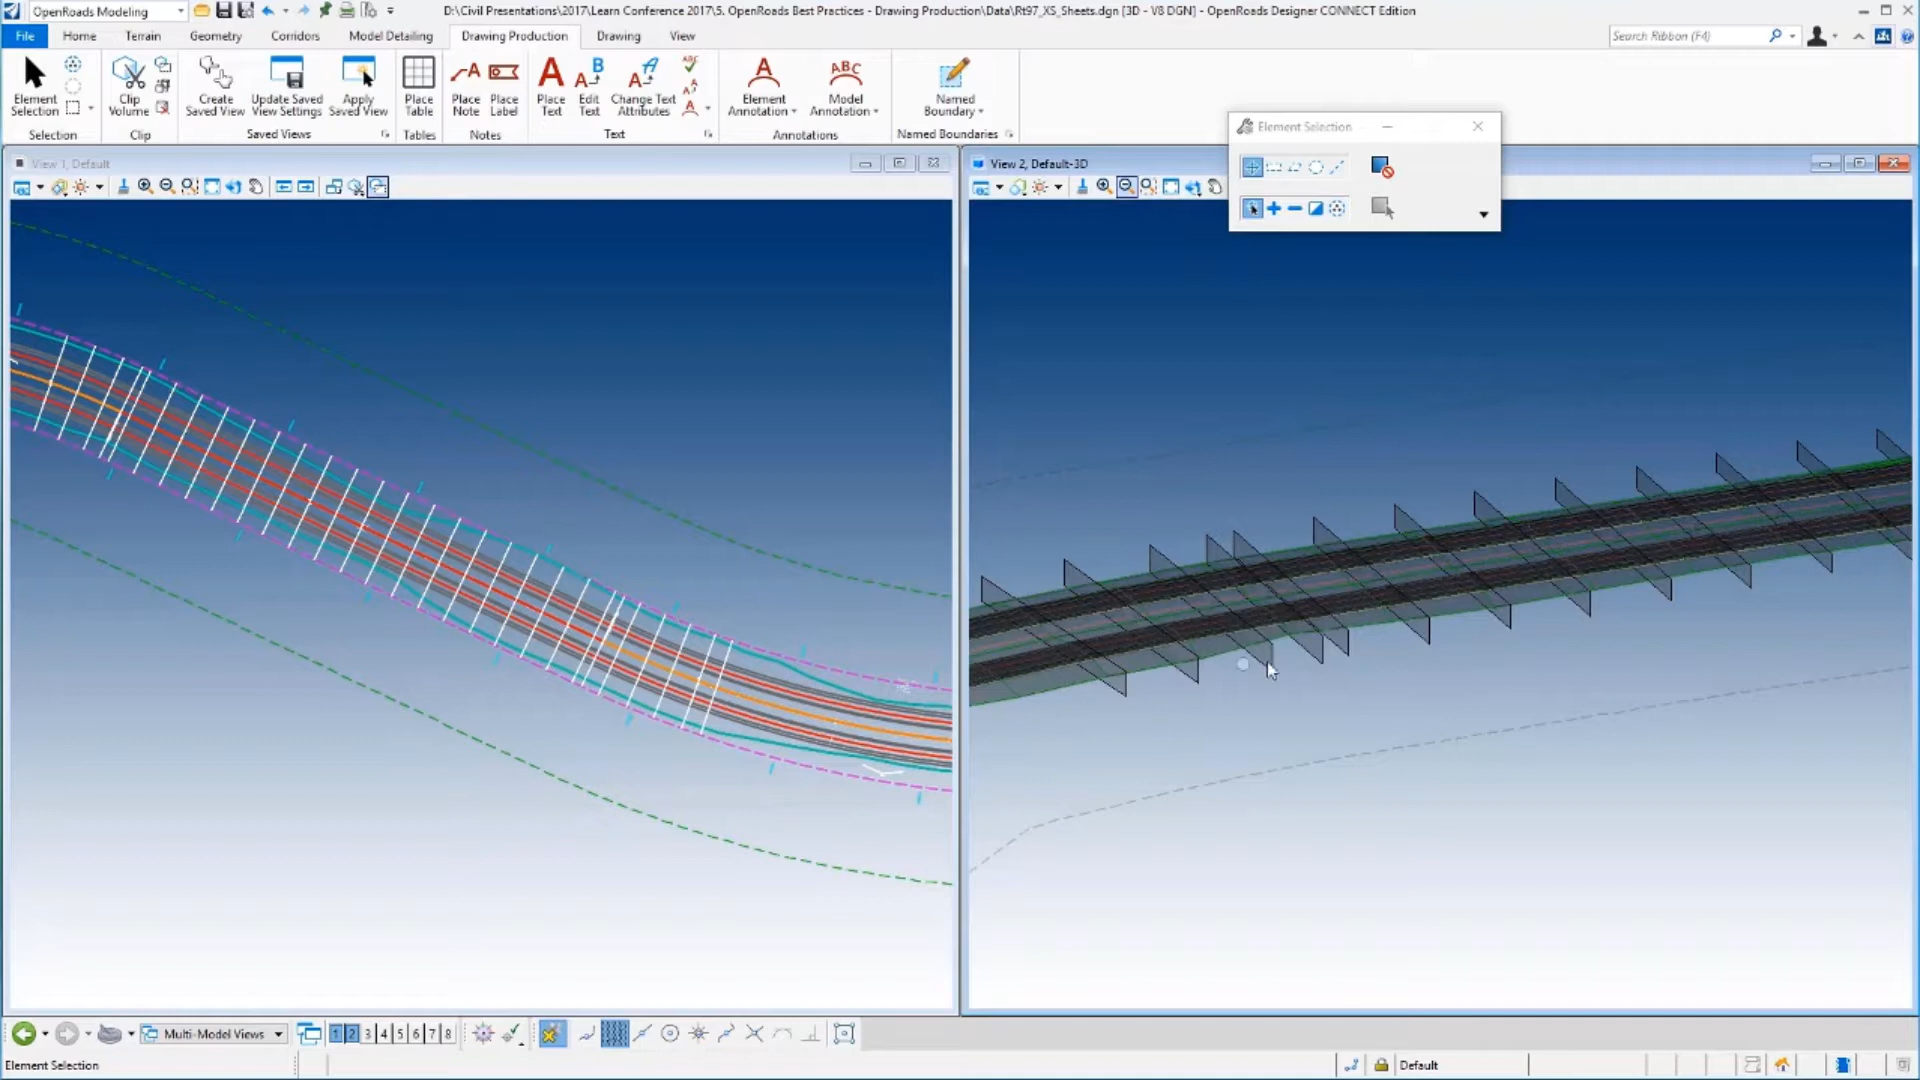 OpenRoads Modeling
D:\Civil Presentations\2017\Learn Conference 2017\5. OpenRoads Best Practices - Drawing Production\Data\Rt97_XS_Sheets.dgn [3D - V8 DGN] - OpenRoads Designer CONNECT Edition
File Home Terrain Geometry Corridors Model Detailing Drawing Production Drawing View
Search Ribbon (F4)
Element Selection
Clip Volume
Create Saved View
Update Saved View Settings
Apply Saved View
Place Table
Place Note
Place Label
Place Text
Edit Text
Change Text Attributes
Element Annotation
Model Annotation
Named Boundary
Selection Clip Saved Views Tables Notes Text Annotations Named Boundaries
Element Selection
View 1, Default
View 2, Default-3D
Multi-Model Views
1 2 3 4 5 6 7 8
Element Selection
Default